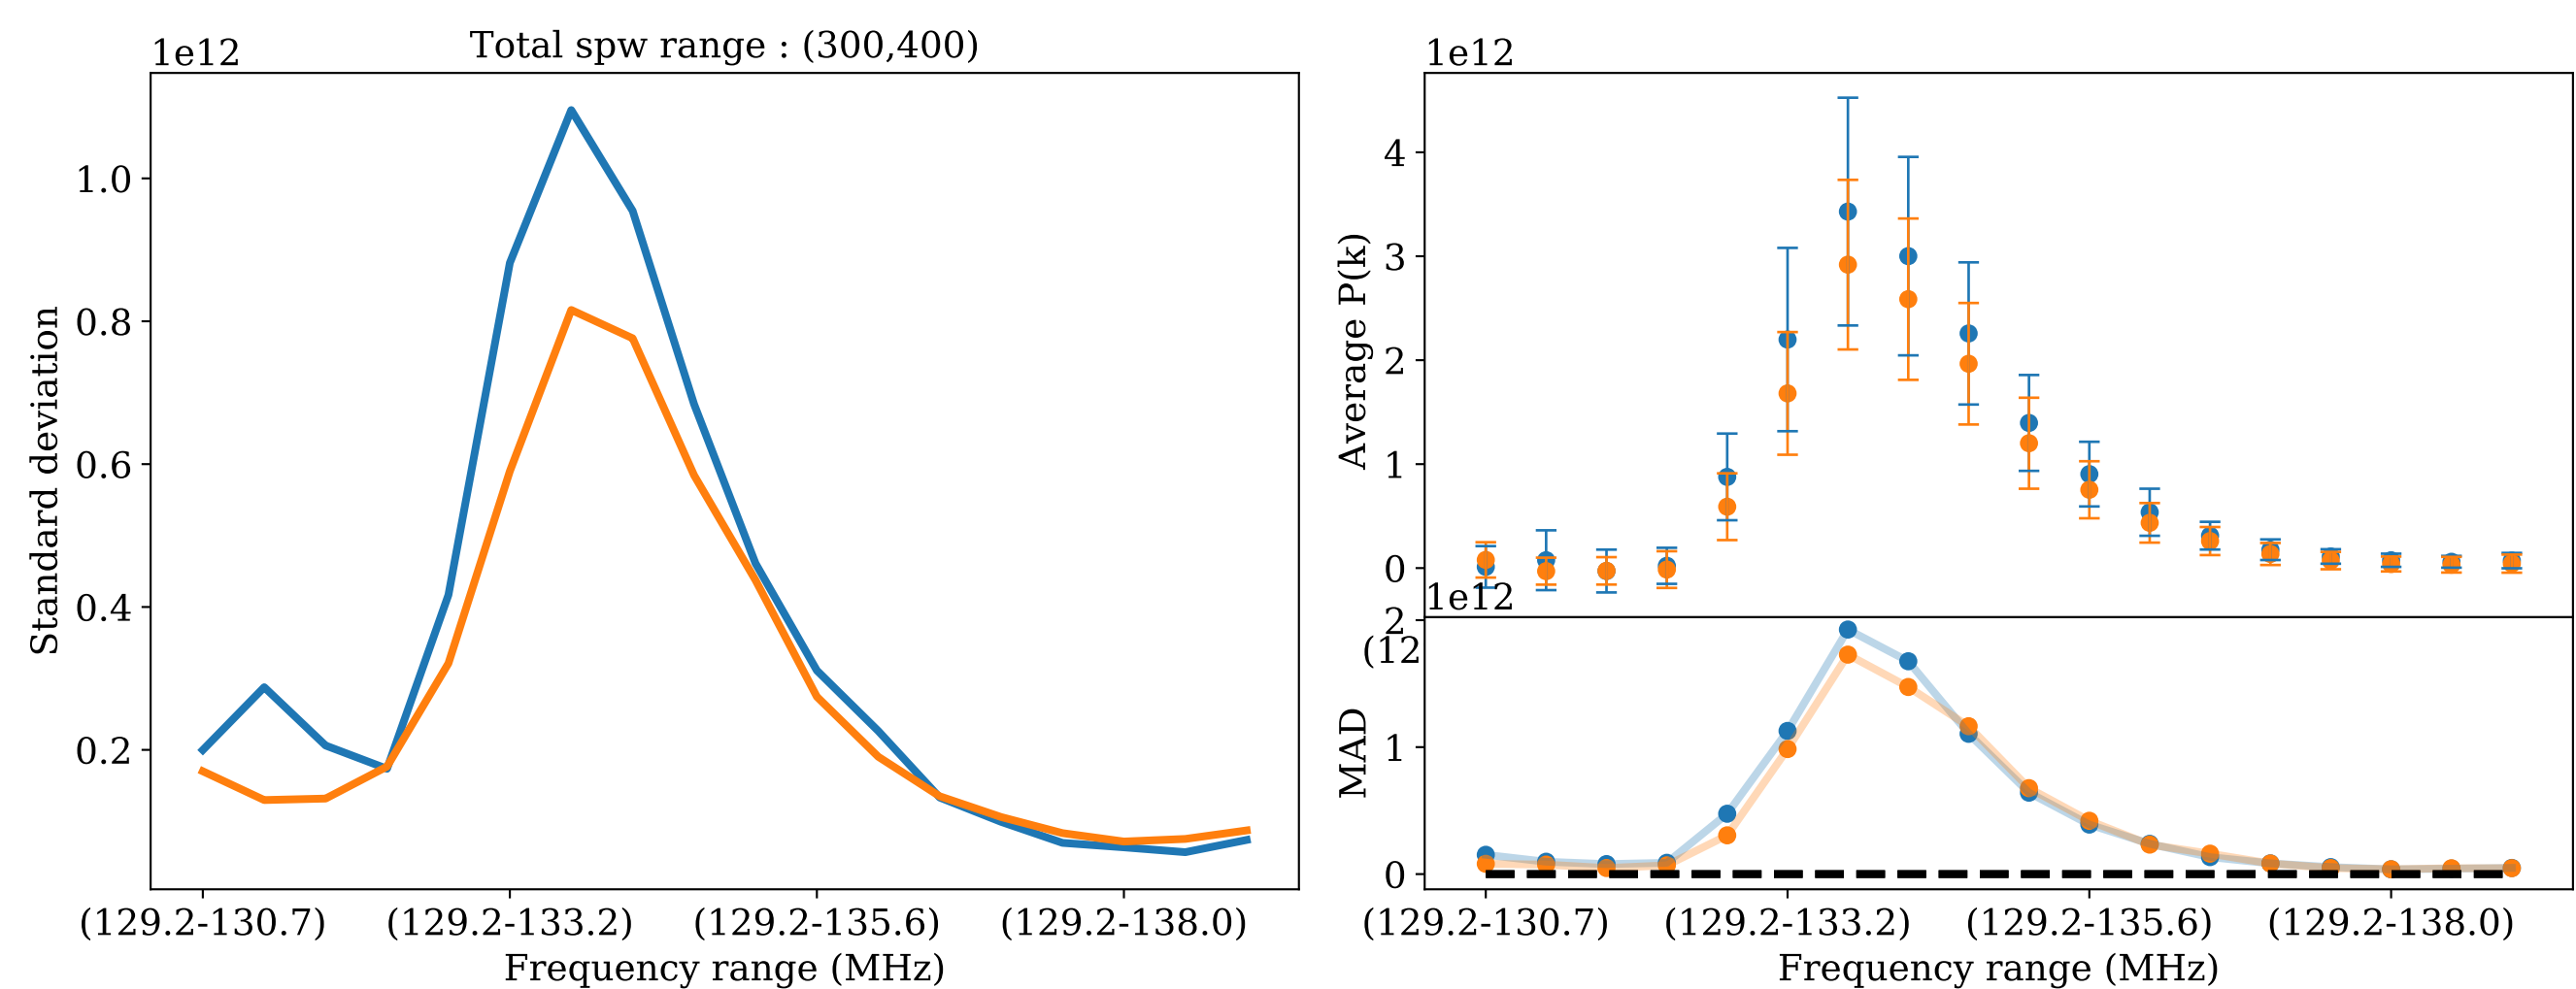 1e12
Total spw range : (300,400)
Standard deviation
1.0
0.8
0.6
0.4
0.2
(129.2-130.7)
(129.2-133.2)
(129.2-135.6)
(129.2-138.0)
Frequency range (MHz)
1e12
Average P(k)
4
3
2
1
0
1e12
2
(12
MAD
1
0
(129.2-130.7)
(129.2-133.2)
(129.2-135.6)
(129.2-138.0)
Frequency range (MHz)